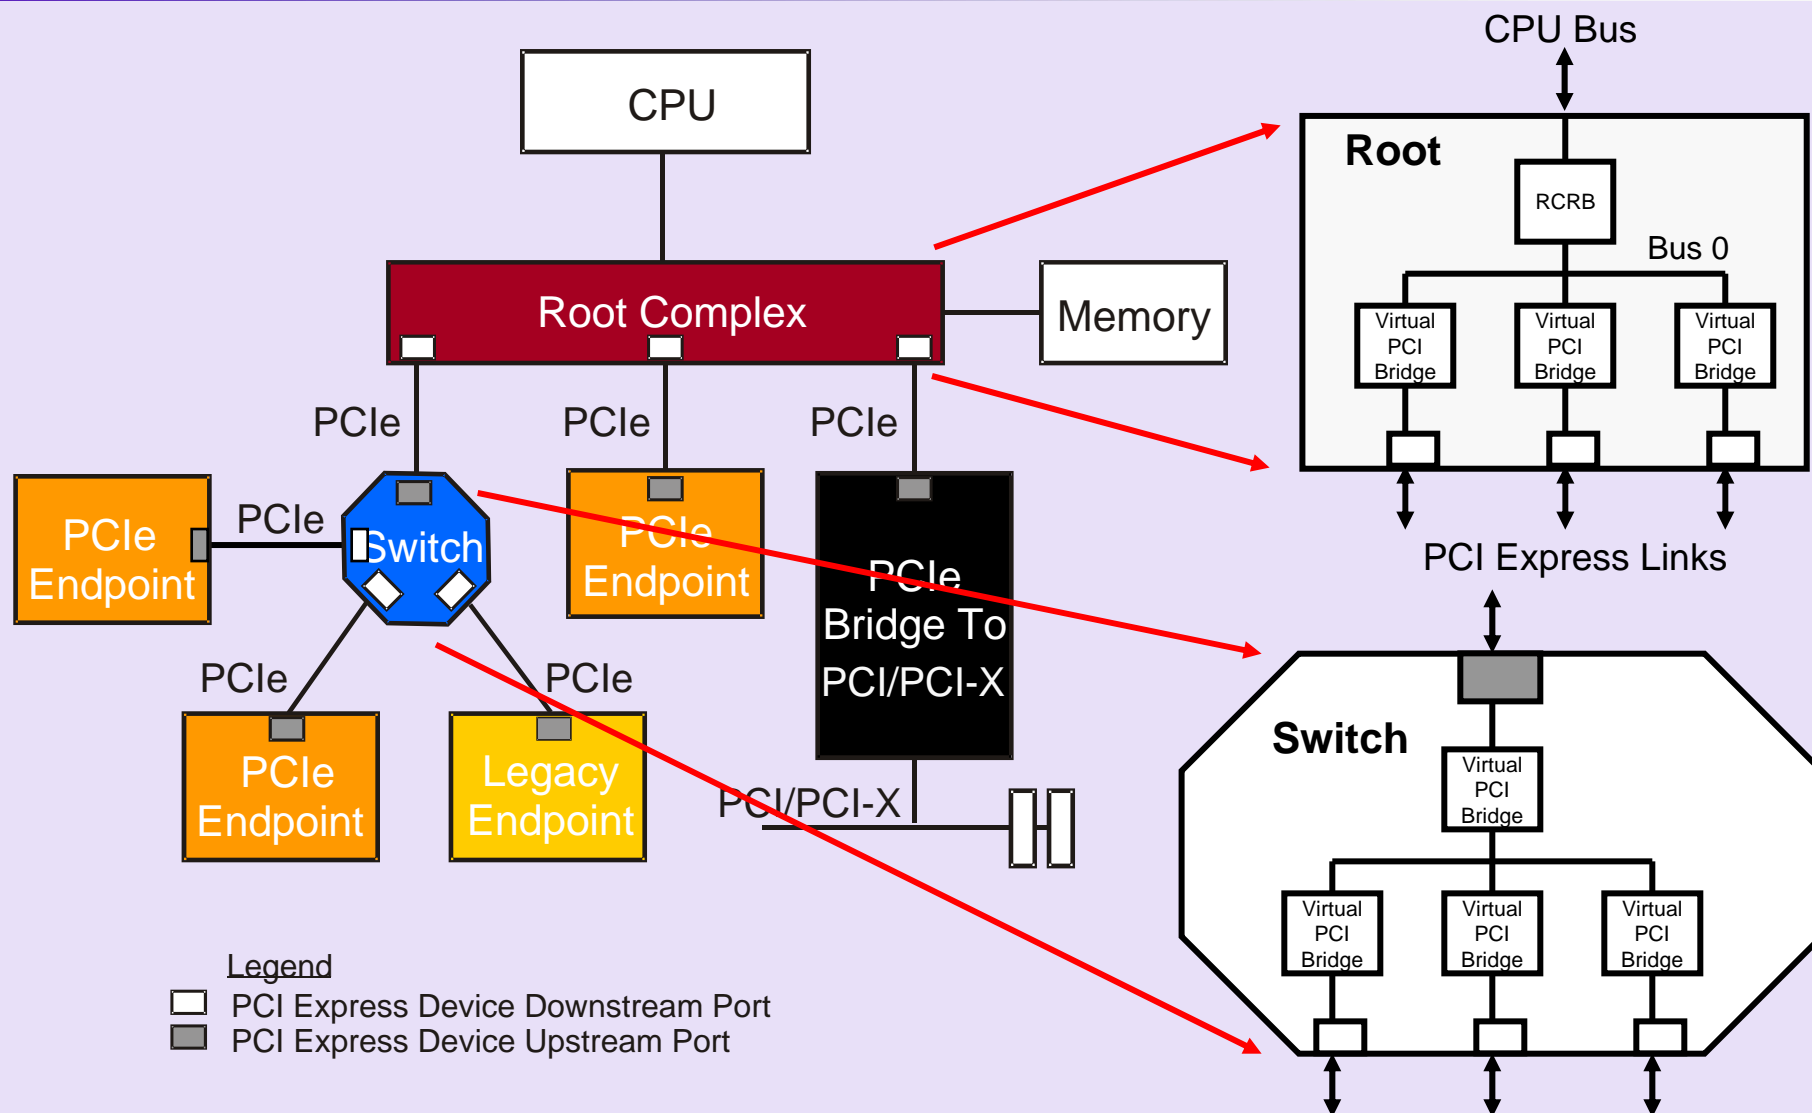 CPU Bus
CPU
Root
RCRB
Bus 0
Root Complex
Memory
Virtual
PCI
Bridge
Virtual
PCI
Bridge
Virtual
PCI
Bridge
PCIe
PCIe
PCIe
PCI Express Links
PCIe
Endpoint
PCIe
Switch
PCIe
Endpoint
PCIe
Bridge To
PCI/PCI-X
PCIe
PCIe
PCIe
Endpoint
Legacy
Endpoint
PCI/PCI-X
Switch
Virtual
PCI
Bridge
Virtual
PCI
Bridge
Virtual
PCI
Bridge
Virtual
PCI
Bridge
Legend
PCI Express Device Downstream Port
PCI Express Device Upstream Port